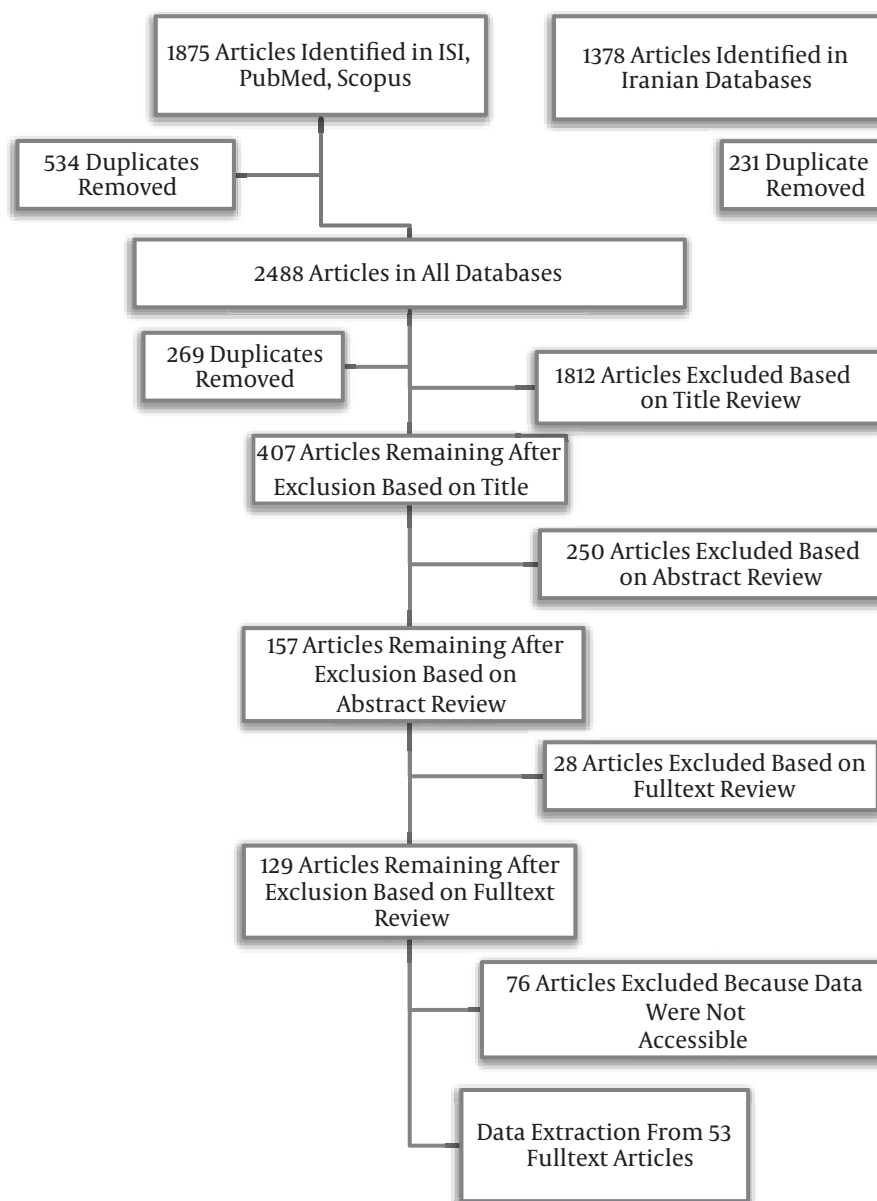 1875 Articles Identified in ISI,
PubMed, Scopus
1378 Articles Identified in
Iranian Databases
534 Duplicates
Removed
231 Duplicate
Removed
2488 Articles in All Databases
269 Duplicates
Removed
1812 Articles Excluded Based
on Title Review
407 Articles Remaining After
Exclusion Based on Title
250 Articles Excluded Based
on Abstract Review
157 Articles Remaining After
Exclusion Based on
Abstract Review
28 Articles Excluded Based on
Fulltext Review
129 Articles Remaining After
Exclusion Based on Fulltext
Review
76 Articles Excluded Because Data
Were Not
Accessible
Data Extraction From 53
Fulltext Articles